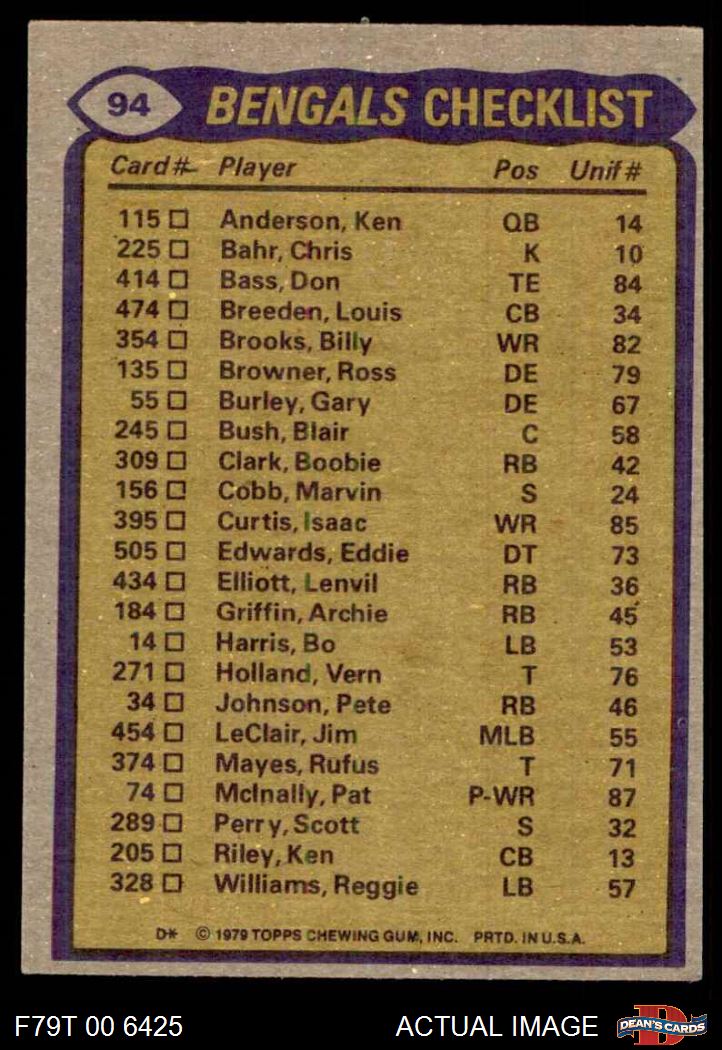 94 BENGALS CHECKLIST
Card# Player Pos Unif#
115 □ Anderson, Ken QB 14
225 □ Bahr, Chris K 10
414 □ Bass, Don TE 84
474 □ Breeden, Louis CB 34
354 □ Brooks, Billy WR 82
135 □ Browner, Ross DE 79
55 □ Burley, Gary DE 67
245 □ Bush, Blair C 58
309 □ Clark, Boobie RB 42
156 □ Cobb, Marvin S 24
395 □ Curtis, Isaac WR 85
505 □ Edwards, Eddie DT 73
434 □ Elliott, Lenvil RB 36
184 □ Griffin, Archie RB 45
14 □ Harris, Bo LB 53
271 □ Holland, Vern T 76
34 □ Johnson, Pete RB 46
454 □ LeClair, Jim MLB 55
374 □ Mayes, Rufus T 71
74 □ McInally, Pat P-WR 87
289 □ Perry, Scott S 32
205 □ Riley, Ken CB 13
328 □ Williams, Reggie LB 57
D* © 1979 TOPPS CHEWING GUM, INC. PRTD. IN U.S.A.
F79T 00 6425 ACTUAL IMAGE D DEAN'S CARDS